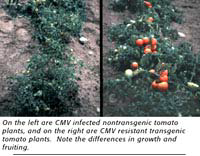 On the left are CMV infected nontransgenic tomato
plants, and on the right are CMV resistant transgenic
tomato plants.  Note the differences in growth and
fruiting.